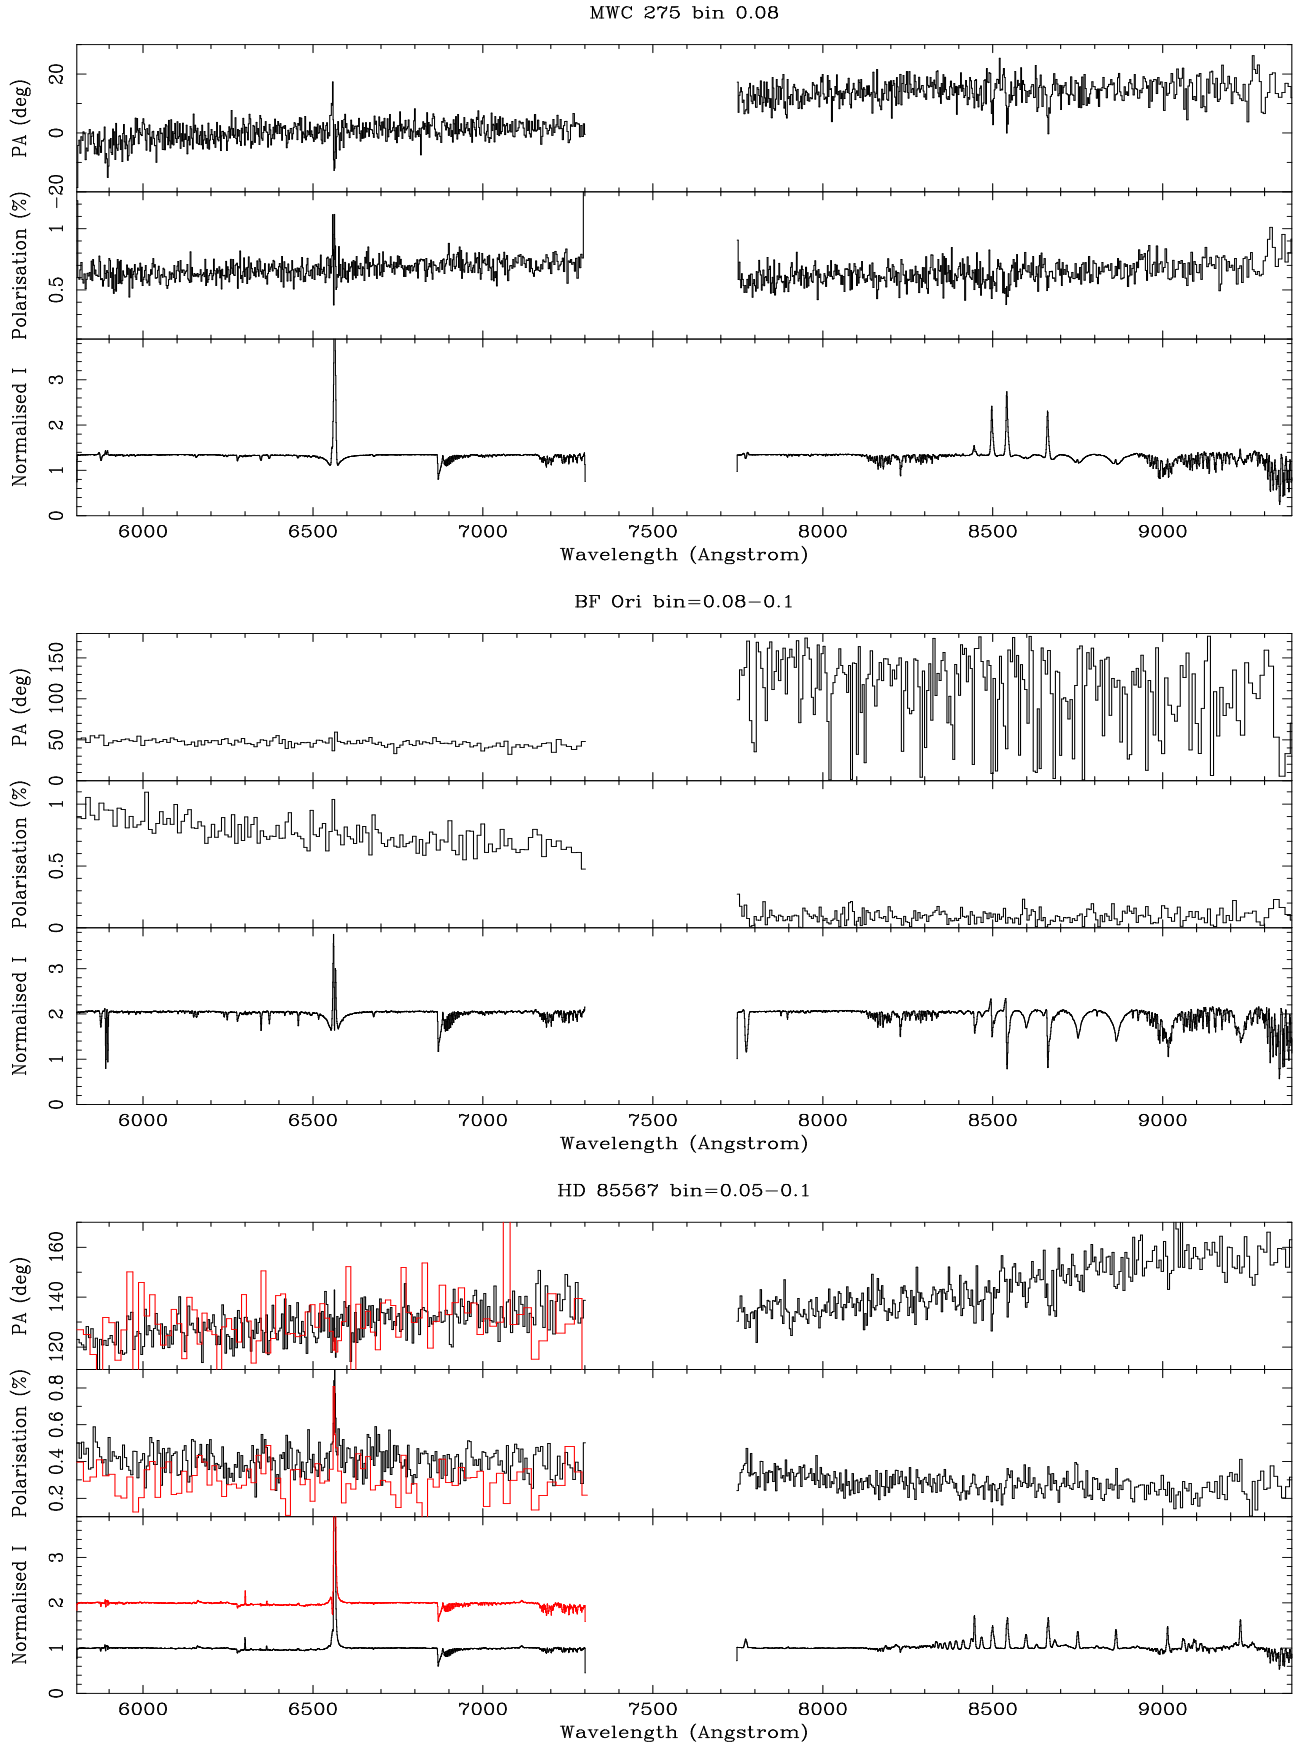 MWC 275 bin 0.08
PA (deg)
20
0
−20
Polarisation (%)
1
0.5
Normalised I
3
2
1
0
6000 6500 7000 7500 8000 8500 9000
Wavelength (Angstrom)
BF Ori bin=0.08−0.1
PA (deg)
150
100
50
0
Polarisation (%)
1
0.5
0
Normalised I
3
2
1
0
6000 6500 7000 7500 8000 8500 9000
Wavelength (Angstrom)
HD 85567 bin=0.05−0.1
PA (deg)
160
140
120
Polarisation (%)
0.8
0.6
0.4
0.2
Normalised I
3
2
1
0
6000 6500 7000 7500 8000 8500 9000
Wavelength (Angstrom)